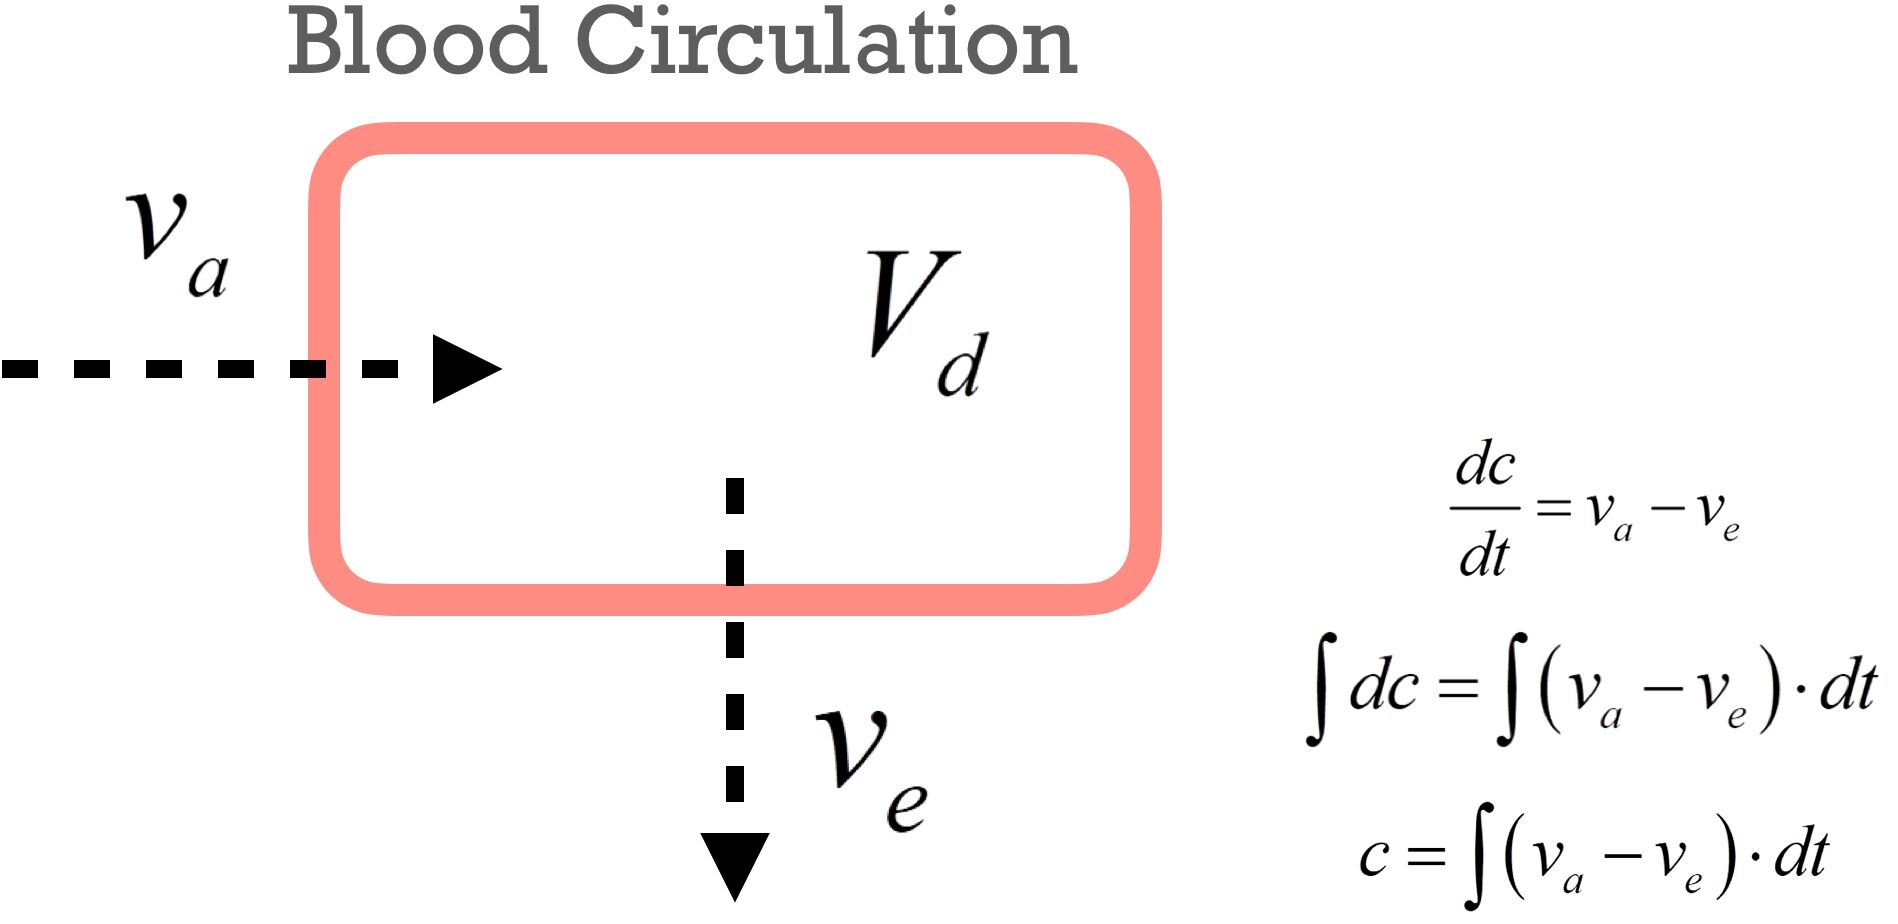 Blood Circulation
v_a
V_d
v_e
\frac{dc}{dt} = v_a - v_e
\int dc = \int (v_a - v_e) \cdot dt
c = \int (v_a - v_e) \cdot dt